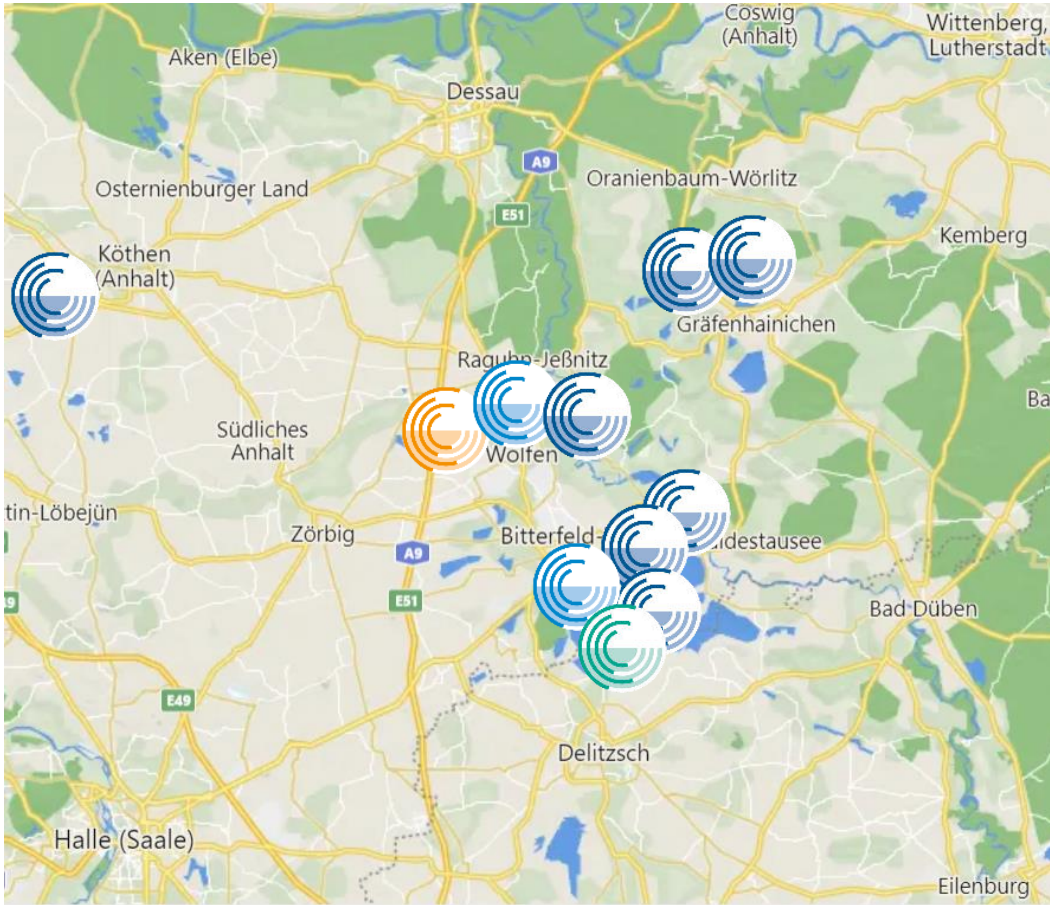 Coswig
(Anhalt)
Wittenberg,
Lutherstadt
Aken (Elbe)
Dessau
A9
Osternienburger Land
Oranienbaum-Wörlitz
E51
Kemberg
Köthen
(Anhalt)
Gräfenhainichen
Raguhn-Jeßnitz
Ba
Südliches
Anhalt
Wolfen
tin-Löbejün
Zörbig
Bitterfeld-
ldestausee
A9
E51
Bad Düben
E49
Delitzsch
Halle (Saale)
Eilenburg